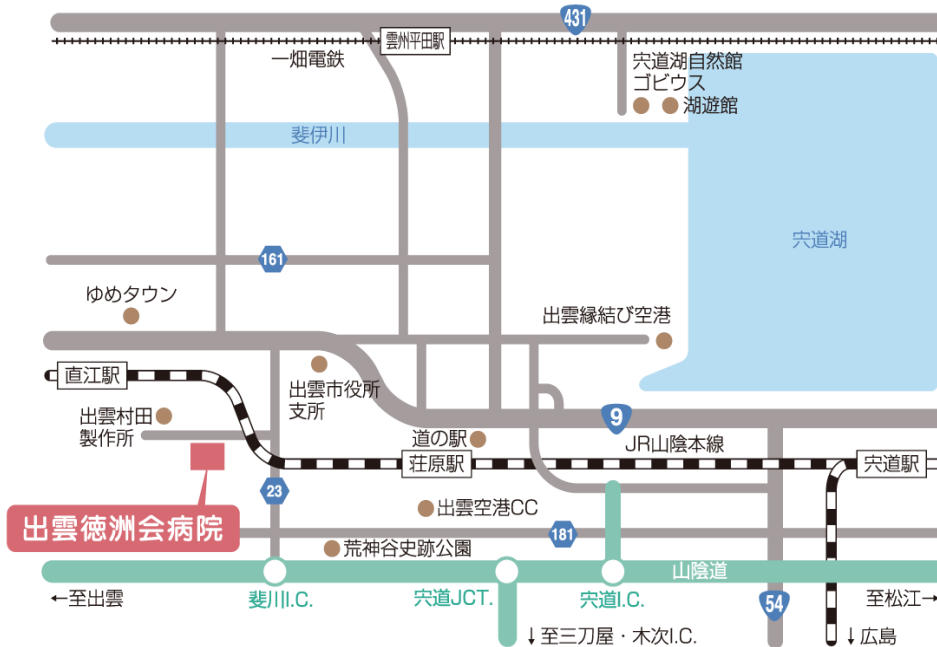 431
雲州平田駅
一畑電鉄
宍道湖自然館
ゴビウス
湖遊館
斐伊川
宍道湖
161
ゆめタウン
出雲縁結び空港
直江駅
出雲市役所
支所
出雲村田
製作所
9
道の駅
JR山陰本線
荘原駅
宍道駅
23
出雲空港CC
出雲徳洲会病院
181
荒神谷史跡公園
山陰道
←至出雲
斐川I.C.
宍道JCT.
宍道I.C.
54
至松江→
↓至三刀屋・木次I.C.
↓広島